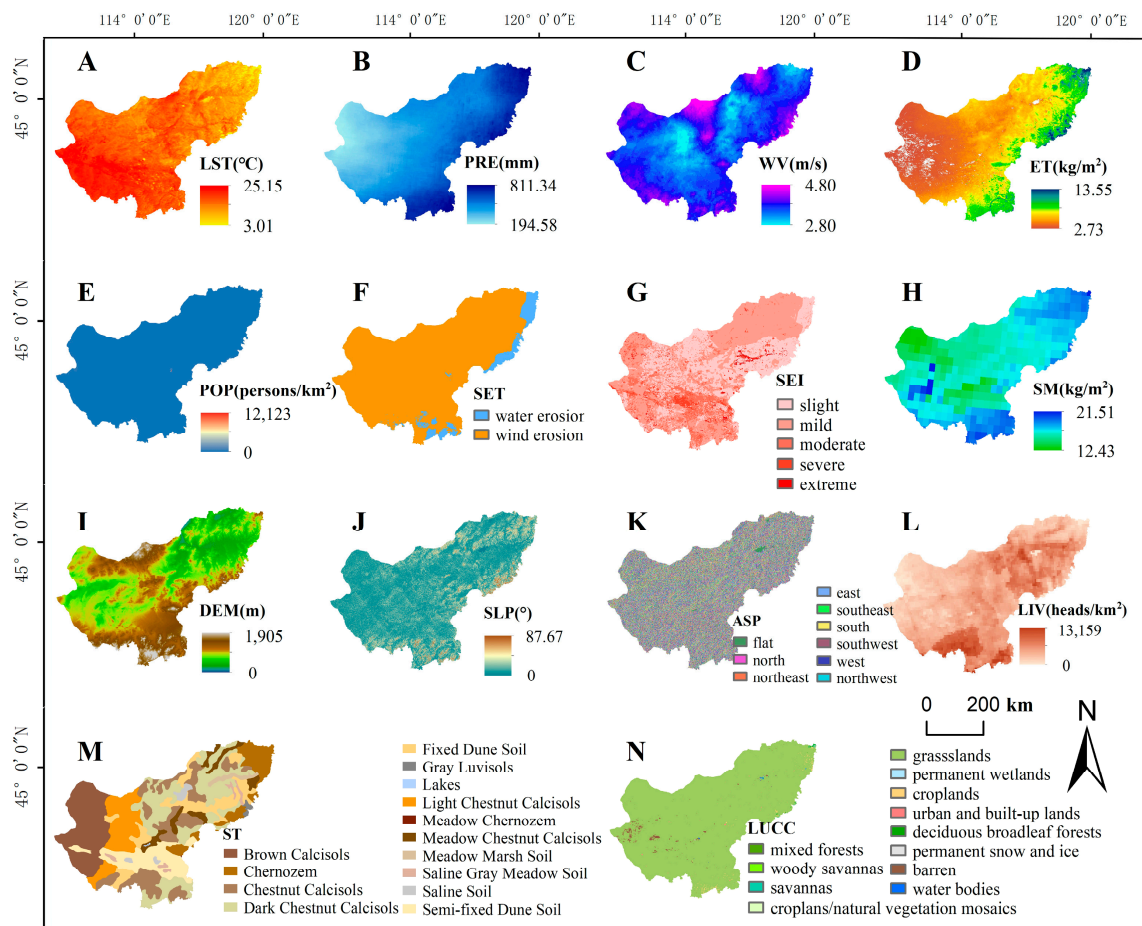 114° 0′ 0″ 120° 0′ 0″ 114° 0′ 0″ 120° 0′ 0″ 114° 0′ 0″ 120° 0′ 0″ 114° 0′ 0″ 120° 0′ 0″
45° 0′ 0″N
A
LST(℃)
25.15
3.01
B
PRE(mm)
811.34
194.58
C
WV(m/s)
4.80
2.80
D
ET(kg/m²)
13.55
2.73
45° 0′ 0″N
E
POP(persons/km²)
12,123
0
F
SET
water erosion
wind erosion
G
SEI
slight
mild
moderate
severe
extreme
H
SM(kg/m²)
21.51
12.43
45° 0′ 0″N
I
DEM(m)
1,905
0
J
SLP(°)
87.67
0
K
ASP
flat
north
northeast
east
southeast
south
southwest
west
northwest
L
LIV(heads/km²)
13,159
0
0 200 km
N
45° 0′ 0″N
M
ST
Brown Calcisols
Chernozem
Chestnut Calcisols
Dark Chestnut Calcisols
Fixed Dune Soil
Gray Luvisols
Lakes
Light Chestnut Calcisols
Meadow Chernozem
Meadow Chestnut Calcisols
Meadow Marsh Soil
Saline Gray Meadow Soil
Saline Soil
Semi-fixed Dune Soil
N
LUCC
mixed forests
woody savannas
savannas
croplans/natural vegetation mosaics
grassslands
permanent wetlands
croplands
urban and built-up lands
deciduous broadleaf forests
permanent snow and ice
barren
water bodies